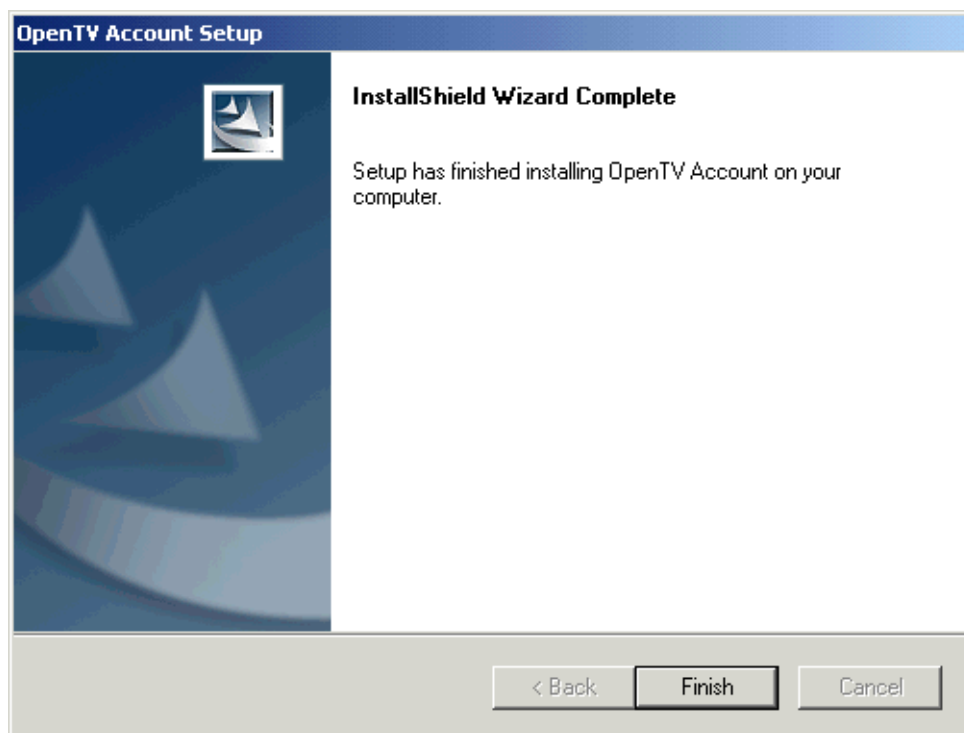 OpenTV Account Setup
InstallShield Wizard Complete
Setup has finished installing OpenTV Account on your
computer.
< Back
Finish
Cancel